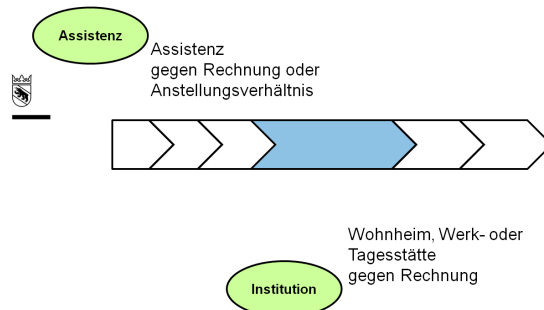 Assistenz
Assistenz
gegen Rechnung oder
Anstellungsverhältnis
Wohnheim, Werk- oder
Tagesstätte
gegen Rechnung
Institution